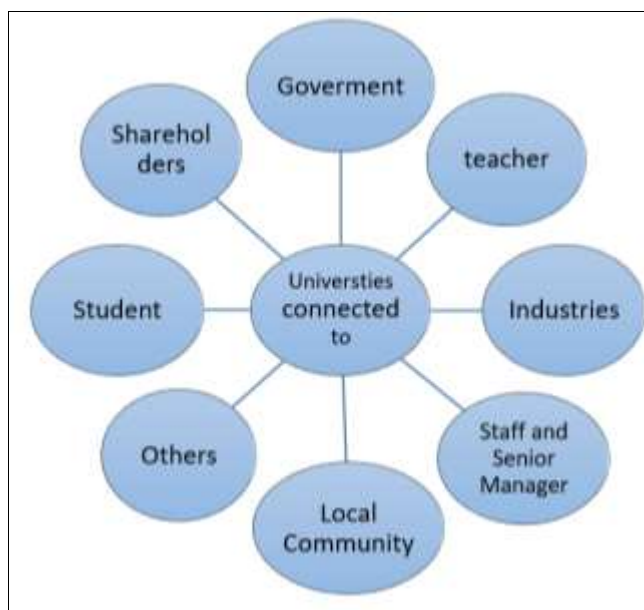 Goverment
Sharehol
ders
teacher
Universties
connected
to
Student
Industries
Others
Staff and
Senior
Manager
Local
Community